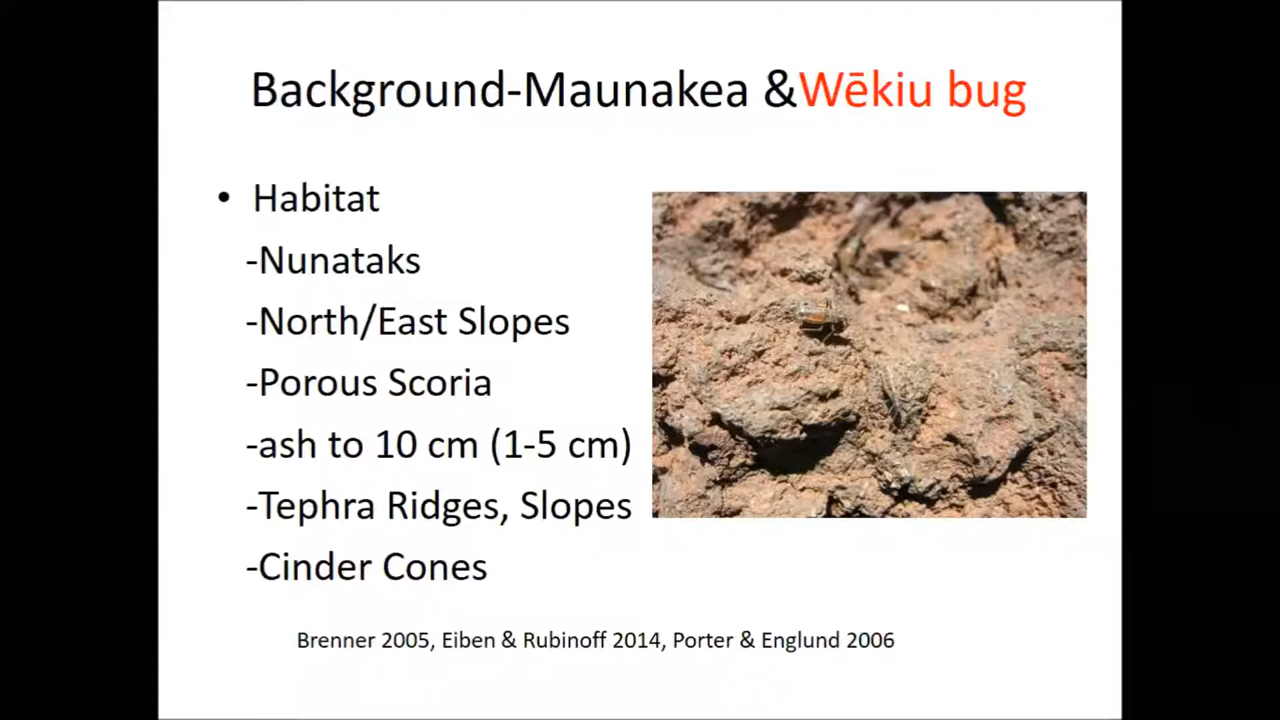 Background-Maunakea &Wēkiu bug
• Habitat
-Nunataks
-North/East Slopes
-Porous Scoria
-ash to 10 cm (1-5 cm)
-Tephra Ridges, Slopes
-Cinder Cones
Brenner 2005, Eiben & Rubinoff 2014, Porter & Englund 2006